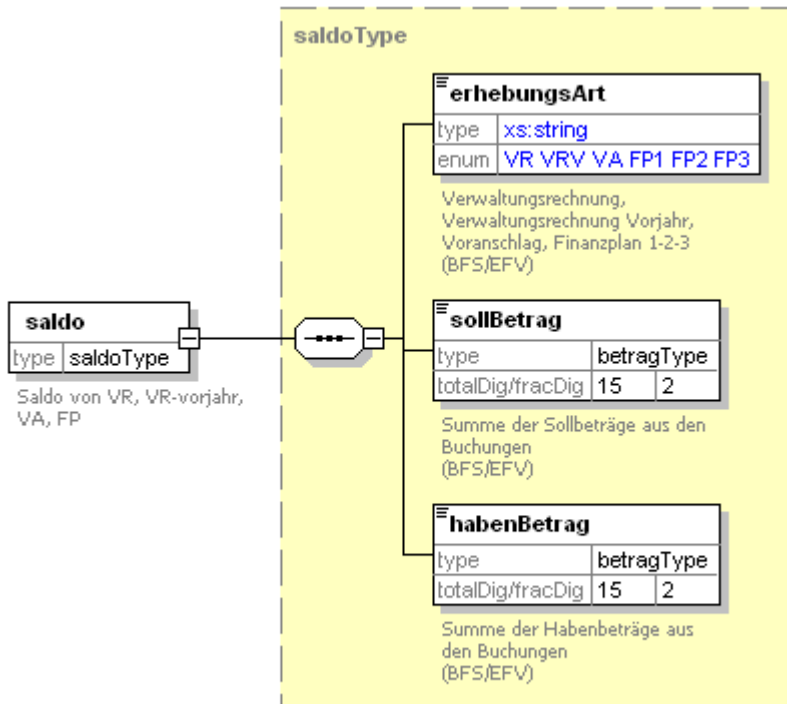 saldoType
erhebungsArt
type xs:string
enum VR VRV VA FP1 FP2 FP3
Verwaltungsrechnung,
Verwaltungsrechnung Vorjahr,
Voranschlag, Finanzplan 1-2-3
(BFS/EFV)
saldo
type saldoType
Saldo von VR, VR-vorjahr,
VA, FP
sollBetrag
type betragType
totalDig/fracDig 15 2
Summe der Sollbeträge aus den
Buchungen
(BFS/EFV)
habenBetrag
type betragType
totalDig/fracDig 15 2
Summe der Habenbeträge aus
den Buchungen
(BFS/EFV)